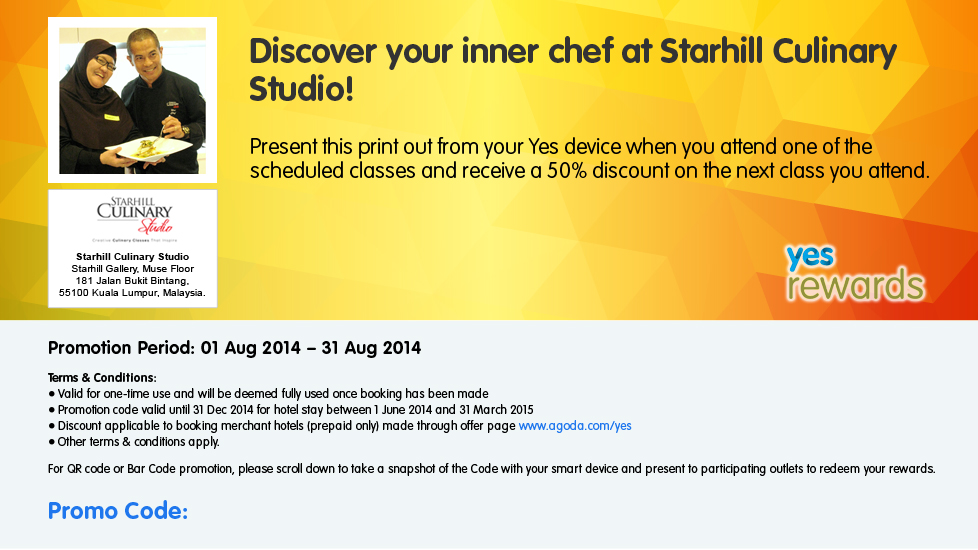 Discover your inner chef at Starhill Culinary
Studio!
Present this print out from your Yes device when you attend one of the
scheduled classes and receive a 50% discount on the next class you attend.
STARHILL
CULINARY
Studio
Creative Culinary Classes That Inspire
Starhill Culinary Studio
Starhill Gallery, Muse Floor
181 Jalan Bukit Bintang,
55100 Kuala Lumpur, Malaysia.
yes
rewards
Promotion Period: 01 Aug 2014 – 31 Aug 2014
Terms & Conditions:
• Valid for one-time use and will be deemed fully used once booking has been made
• Promotion code valid until 31 Dec 2014 for hotel stay between 1 June 2014 and 31 March 2015
• Discount applicable to booking merchant hotels (prepaid only) made through offer page www.agoda.com/yes
• Other terms & conditions apply.
For QR code or Bar Code promotion, please scroll down to take a snapshot of the Code with your smart device and present to participating outlets to redeem your rewards.
Promo Code: